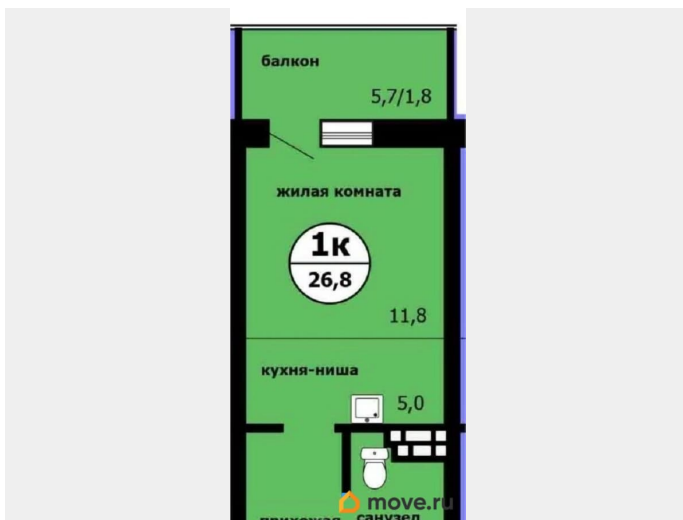 балкон
5,7/1,8
жилая комната
1к
26,8
11,8
кухня-ниша
5,0
move.ru
прихожая санузел